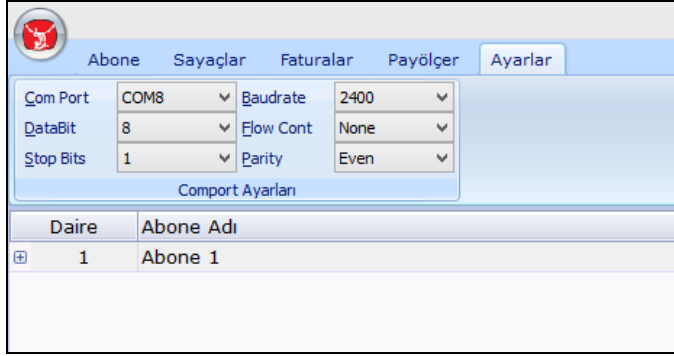 Abone Sayaçlar Faturalar Payölçer Ayarlar
Com Port COM8 Baudrate 2400
DataBit 8 Flow Cont None
Stop Bits 1 Parity Even
Comport Ayarları
Daire Abone Adı
1 Abone 1